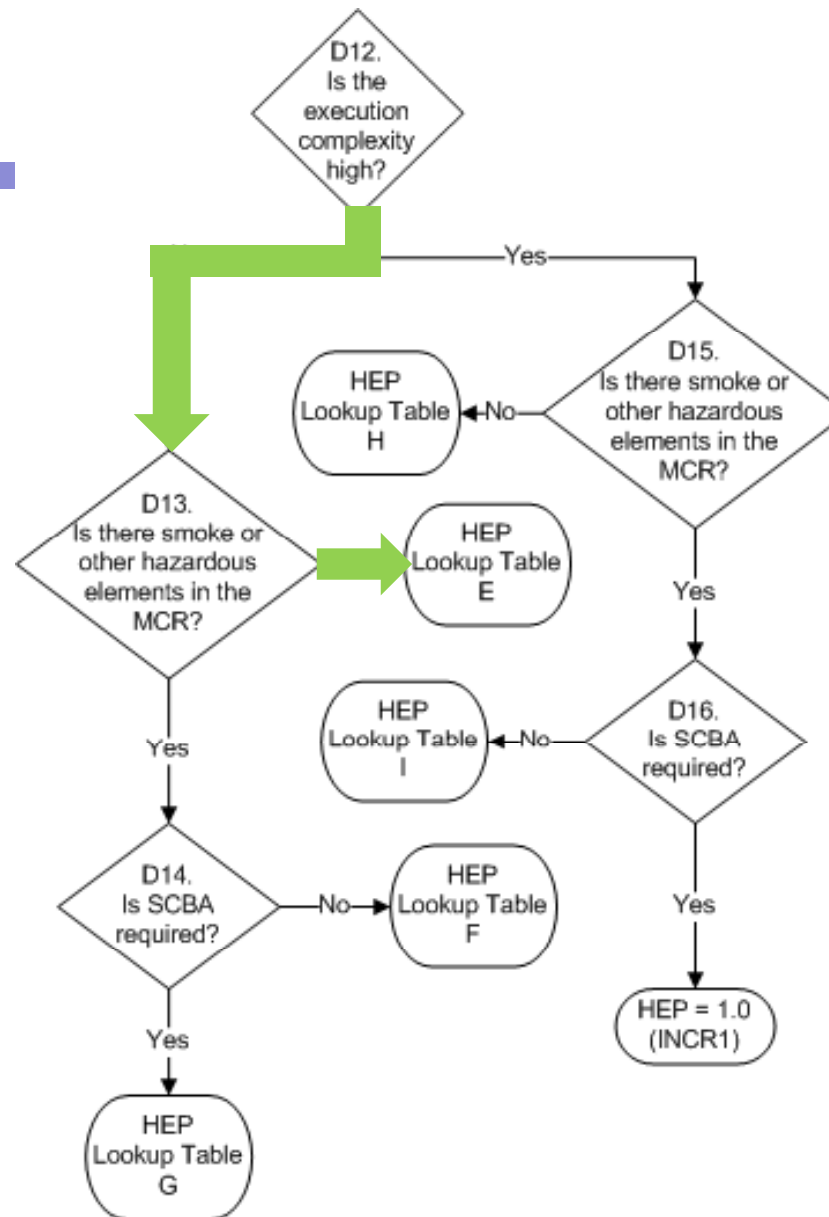 D12.
Is the
execution
complexity
high?
Yes
D15.
Is there smoke or
other hazardous
elements in the
MCR?
No
HEP
Lookup Table
H
D13.
Is there smoke or
other hazardous
elements in the
MCR?
HEP
Lookup Table
E
Yes
D16.
Is SCBA
required?
No
HEP
Lookup Table
I
Yes
D14.
Is SCBA
required?
No
HEP
Lookup Table
F
Yes
HEP = 1.0
(INCR1)
Yes
HEP
Lookup Table
G